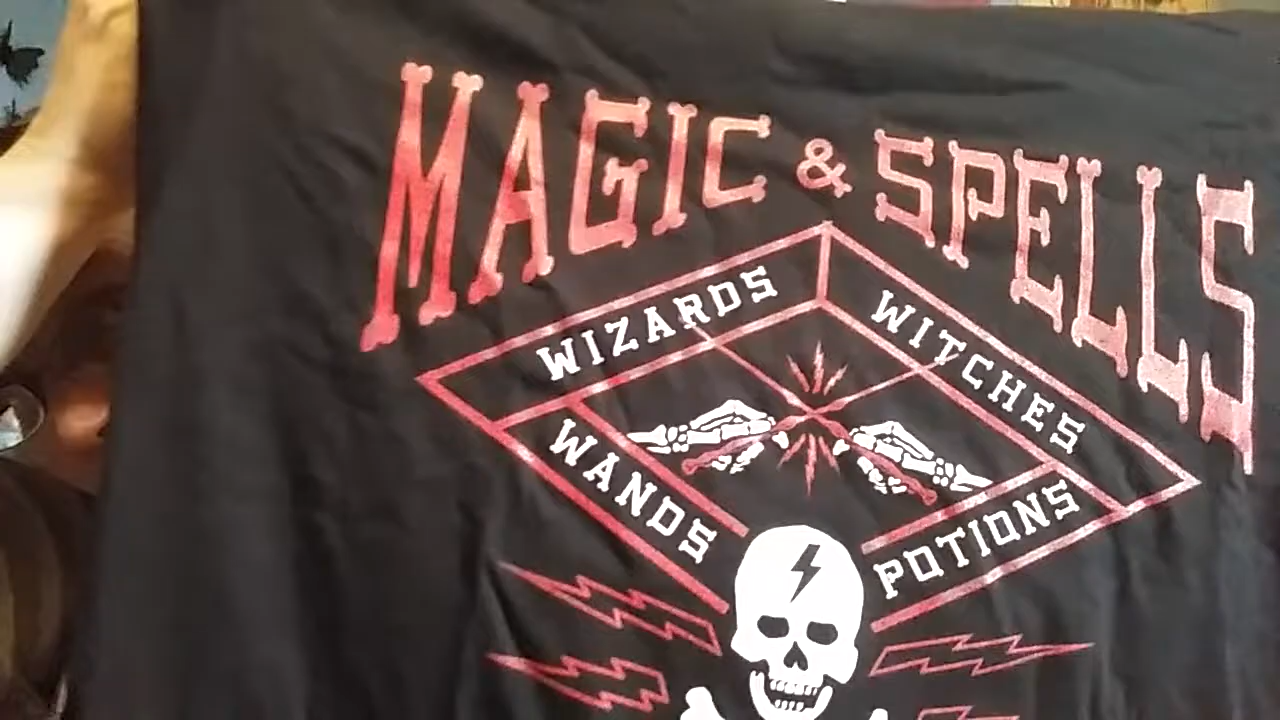 MAGIC & SPELLS
WIZARDS
WITCHES
WANDS
POTIONS